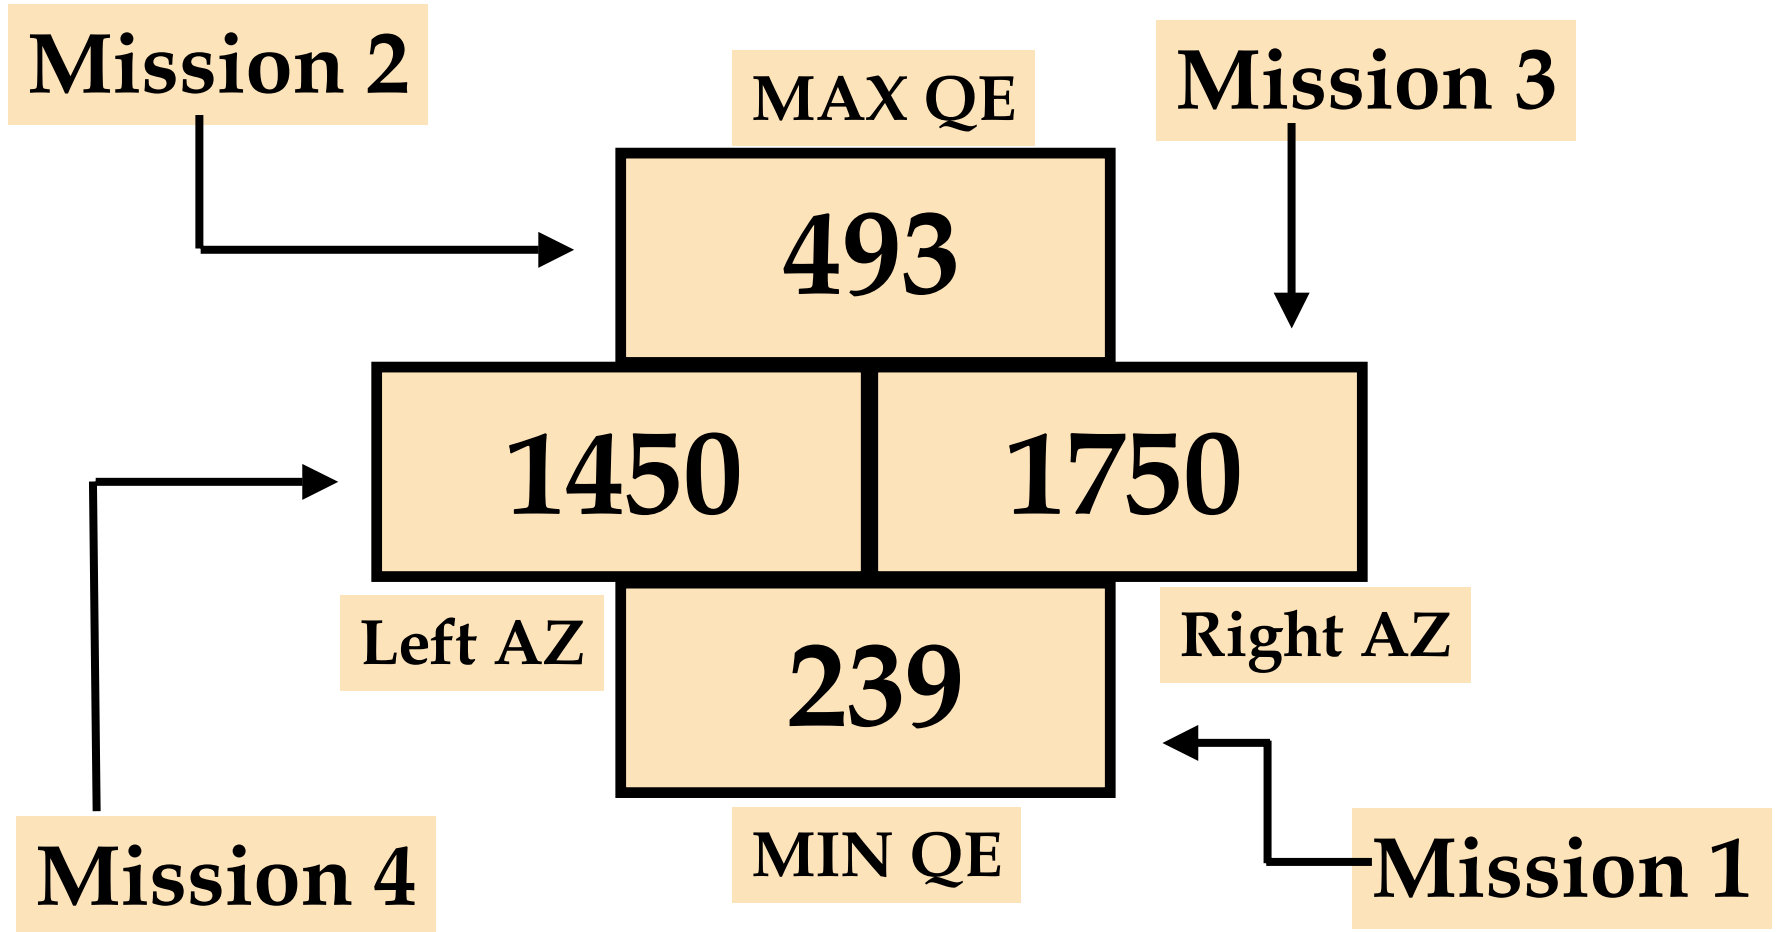 Mission 2
Mission 3
MAX QE
493
1450
1750
Left AZ
Right AZ
239
MIN QE
Mission 4
Mission 1